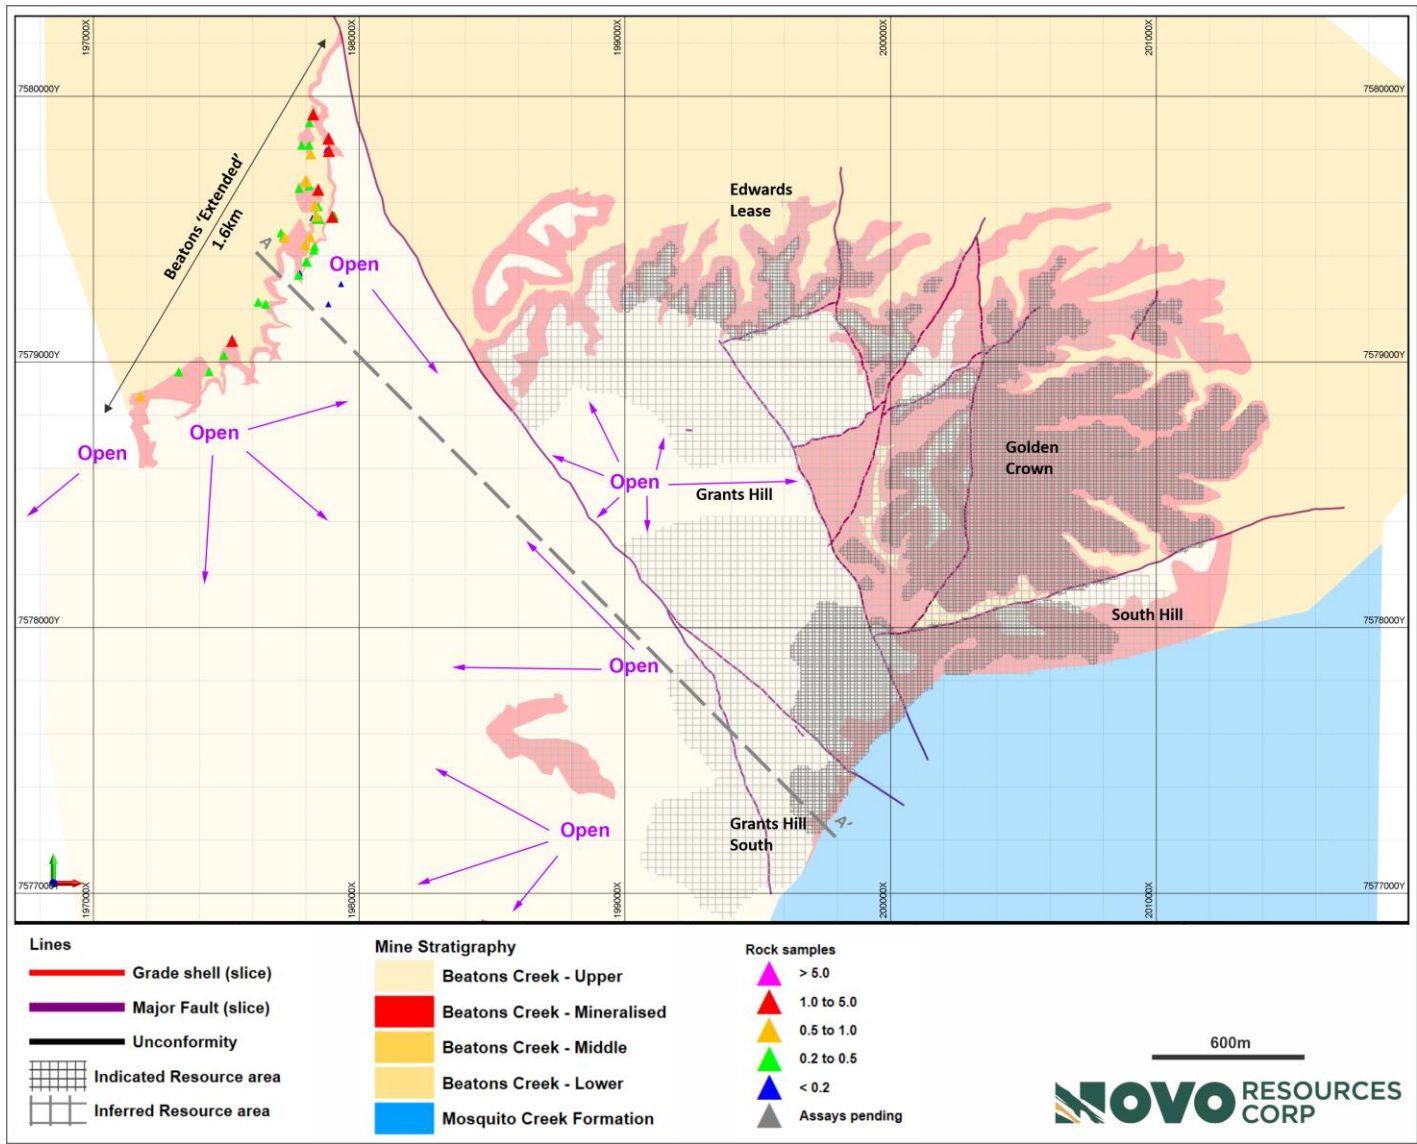 197000X
198000X
199000X
200000X
201000X
7580000Y
7580000Y
Beatons 'Extended'
1.6km
A
Edwards
Lease
Open
7579000Y
7579000Y
Open
Open
Open
Grants Hill
Golden
Crown
South Hill
7578000Y
7578000Y
Open
Open
Grants Hill
South
A'
7577000Y
7577000Y
197000X
198000X
199000X
200000X
201000X
Lines
Grade shell (slice)
Major Fault (slice)
Unconformity
Indicated Resource area
Inferred Resource area
Mine Stratigraphy
Beatons Creek - Upper
Beatons Creek - Mineralised
Beatons Creek - Middle
Beatons Creek - Lower
Mosquito Creek Formation
Rock samples
> 5.0
1.0 to 5.0
0.5 to 1.0
0.2 to 0.5
< 0.2
Assays pending
600m
NOVO RESOURCES
CORP